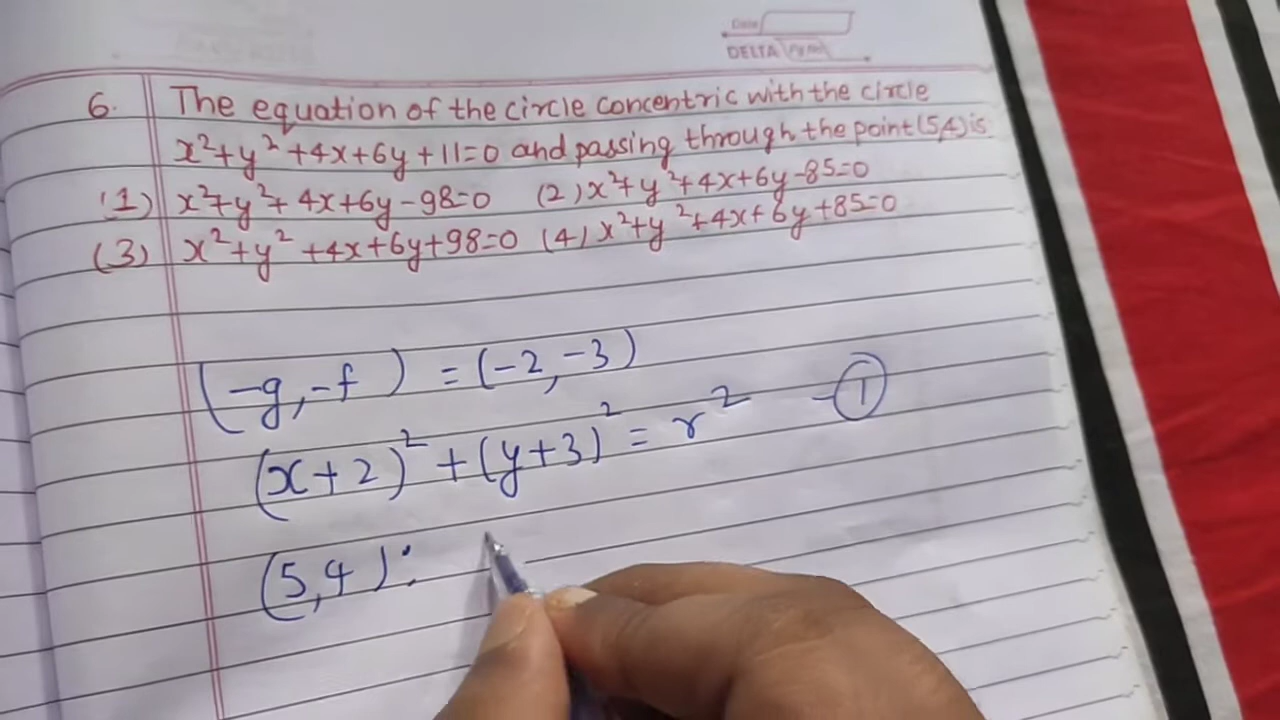 Date
DELTA Pg No
6. The equation of the circle concentric with the circle
x²+y²+4x+6y+11=0 and passing through the point (5,4) is
(1) x²+y²+4x+6y-98=0 (2) x²+y²+4x+6y-85=0
(3) x²+y²+4x+6y+98=0 (4) x²+y²+4x+6y+85=0
(-g,-f) = (-2,-3)
(x+2)²+(y+3)² = r² -①
(5,4):